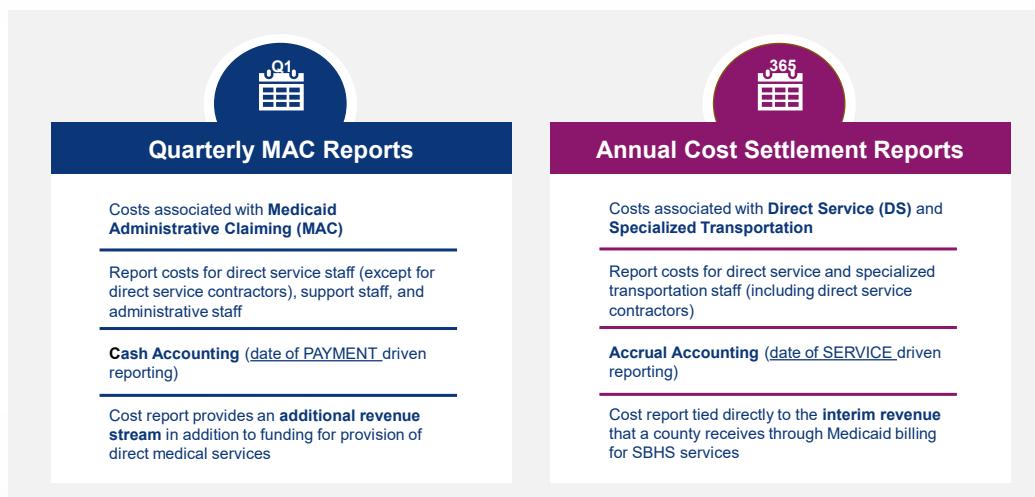 Q1
Quarterly MAC Reports
Costs associated with Medicaid
Administrative Claiming (MAC)
Report costs for direct service staff (except for
direct service contractors), support staff, and
administrative staff
Cash Accounting (date of PAYMENT driven
reporting)
Cost report provides an additional revenue
stream in addition to funding for provision of
direct medical services
365
Annual Cost Settlement Reports
Costs associated with Direct Service (DS) and
Specialized Transportation
Report costs for direct service and specialized
transportation staff (including direct service
contractors)
Accrual Accounting (date of SERVICE driven
reporting)
Cost report tied directly to the interim revenue
that a county receives through Medicaid billing
for SBHS services